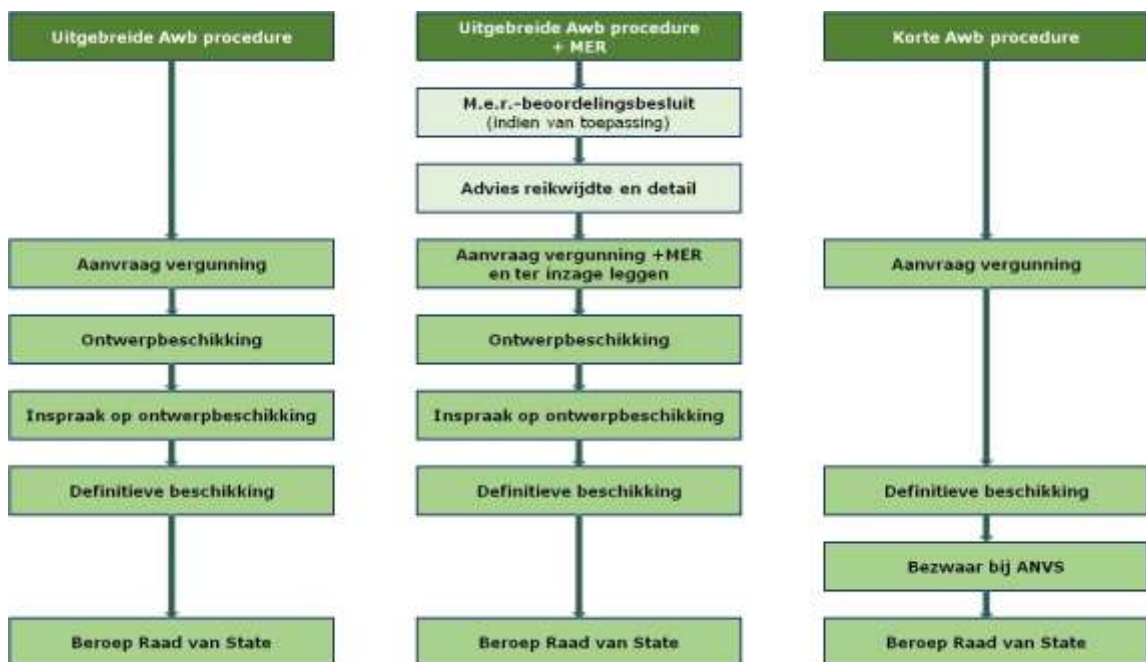 Uitgebreide Awb procedure
Aanvraag vergunning
Ontwerpbeschikking
Inspraak op ontwerpbeschikking
Definitieve beschikking
Beroep Raad van State
Uitgebreide Awb procedure
+ MER
M.e.r.-beoordelingsbesluit
(indien van toepassing)
Advies reikwijdte en detail
Aanvraag vergunning +MER
en ter inzage leggen
Ontwerpbeschikking
Inspraak op ontwerpbeschikking
Definitieve beschikking
Beroep Raad van State
Korte Awb procedure
Aanvraag vergunning
Definitieve beschikking
Bezwaar bij ANVS
Beroep Raad van State